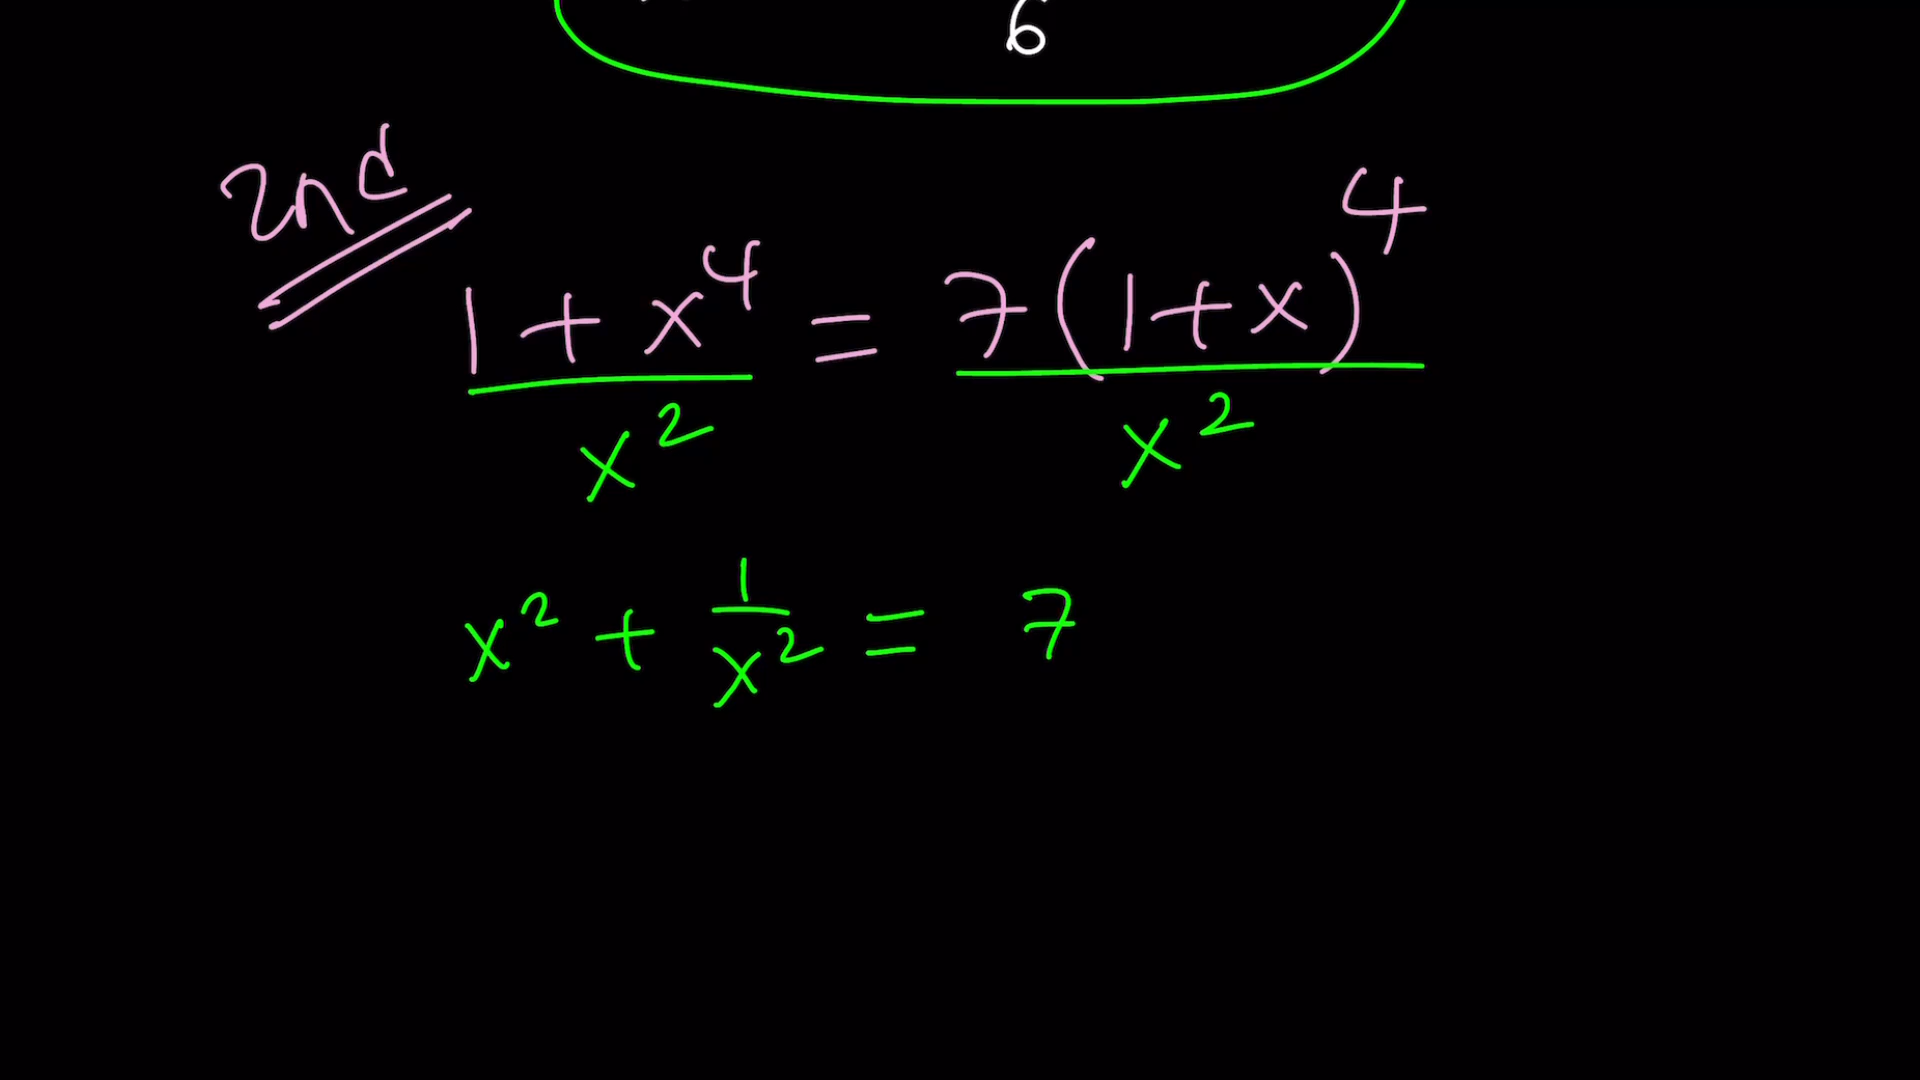 6
2nd
1 + x⁴ = 7(1+x)⁴
x² x²
x² + 1/x² = 7